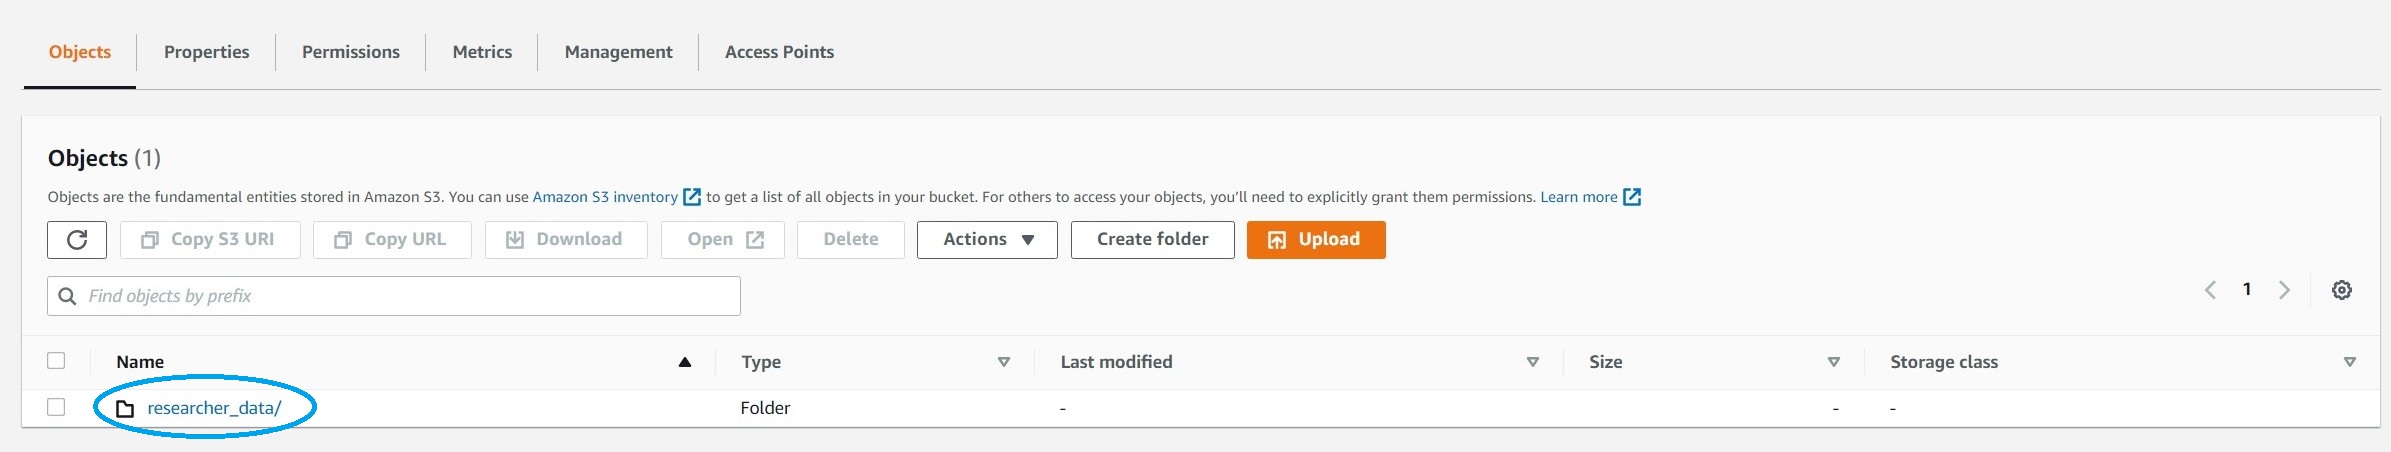 Objects Properties Permissions Metrics Management Access Points
Objects (1)
Objects are the fundamental entities stored in Amazon S3. You can use Amazon S3 inventory to get a list of all objects in your bucket. For others to access your objects, you’ll need to explicitly grant them permissions. Learn more
Copy S3 URI Copy URL Download Open Delete Actions Create folder Upload
Find objects by prefix 1
Name Type Last modified Size Storage class
researcher_data/ Folder - - -